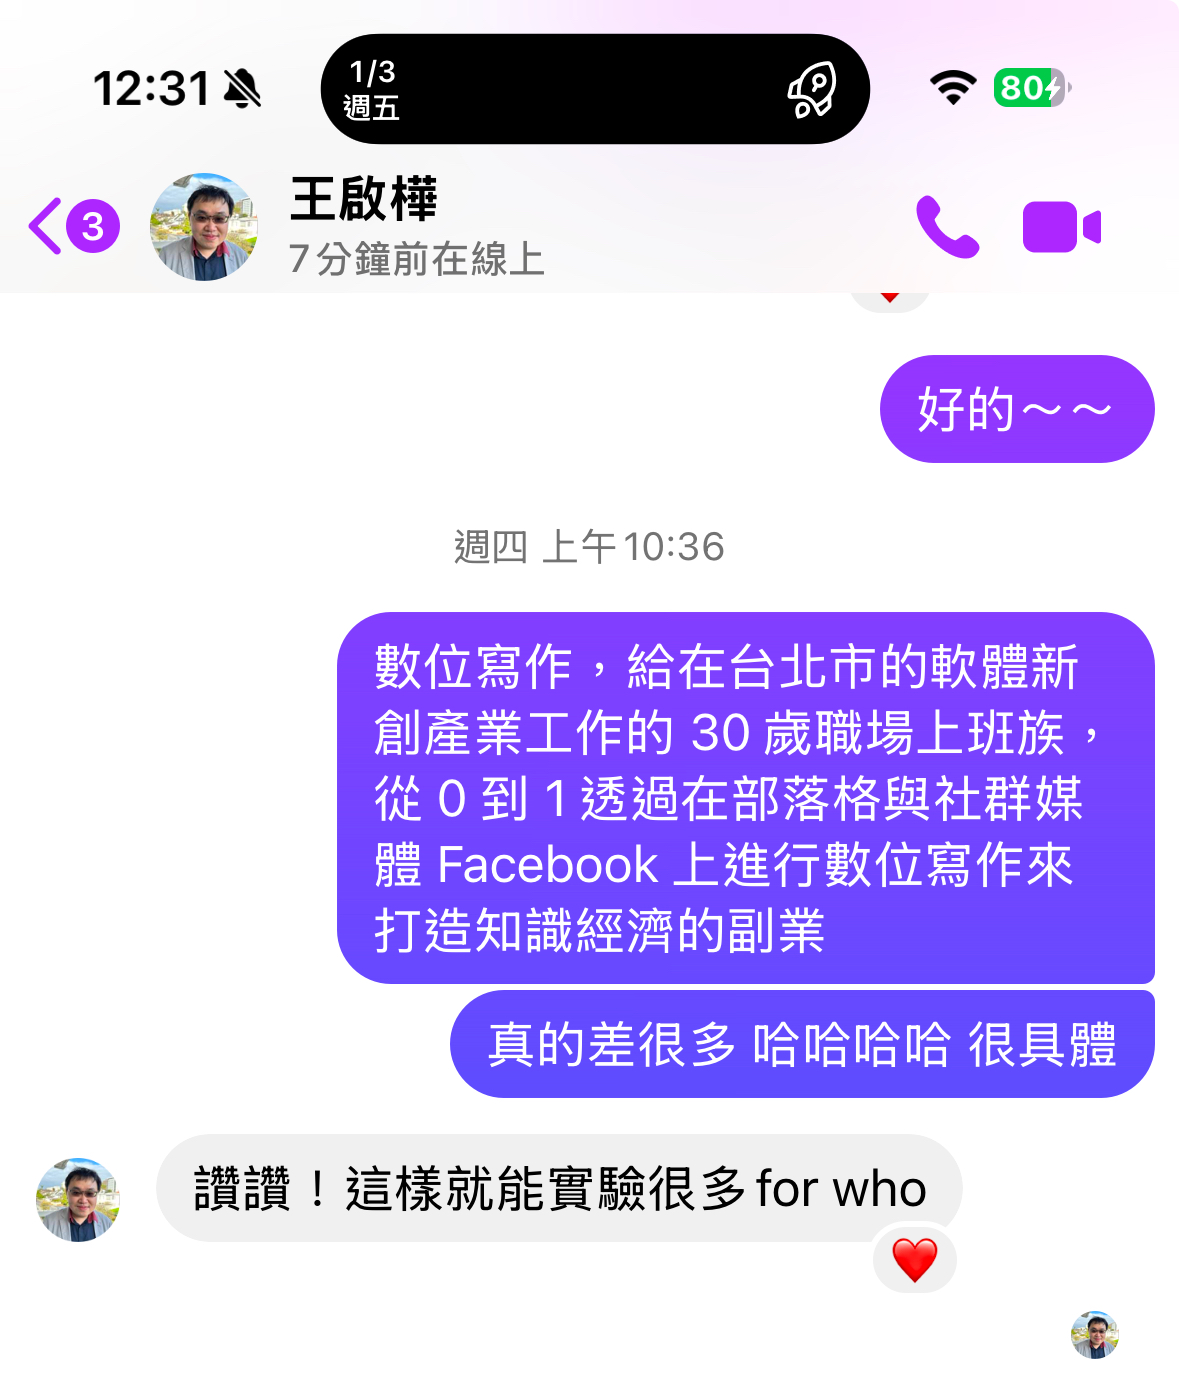 12:31
1/3
週五
80
3
王啟樺
7分鐘前在線上
好的～～
週四 上午10:36
數位寫作，給在台北市的軟體新
創產業工作的 30 歲職場上班族，
從 0 到 1 透過在部落格與社群媒
體 Facebook 上進行數位寫作來
打造知識經濟的副業
真的差很多 哈哈哈哈 很具體
讚讚！這樣就能實驗很多for who